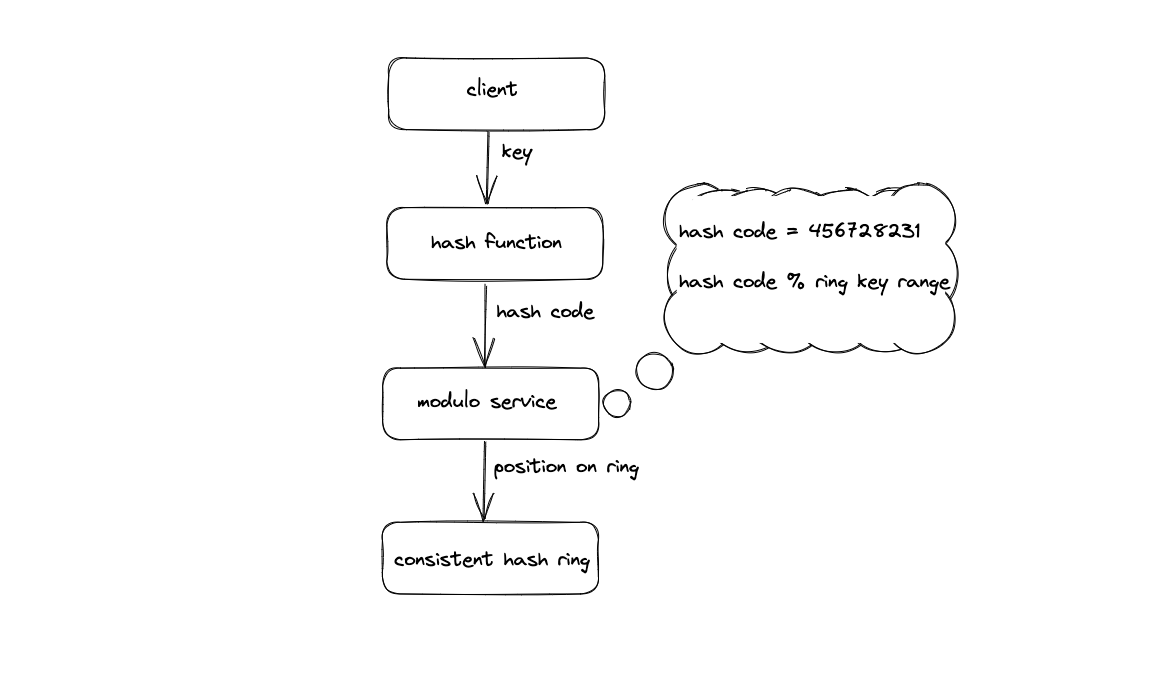 client
key
hash function
hash code = 456728231
hash code % ring key range
hash code
modulo service
position on ring
consistent hash ring